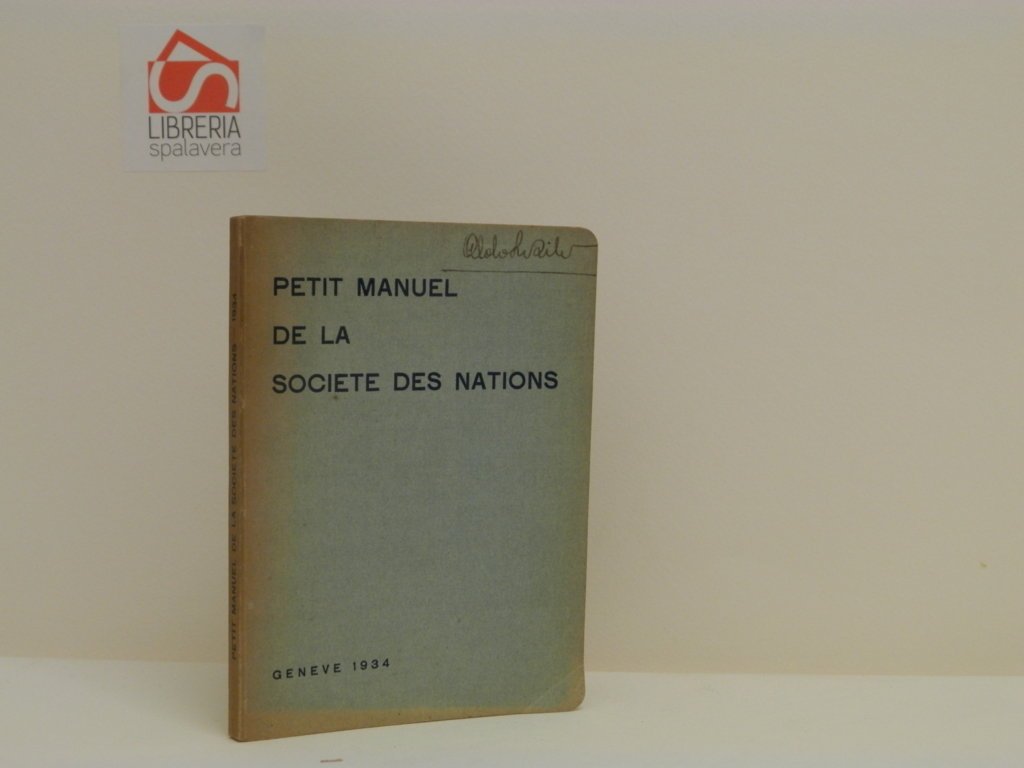 LIBRERIA
spalavera
PETIT MANUEL
DE LA
SOCIETE DES NATIONS
GENEVE 1934
PETIT MANUEL DE LA SOCIETE DES NATIONS 1934